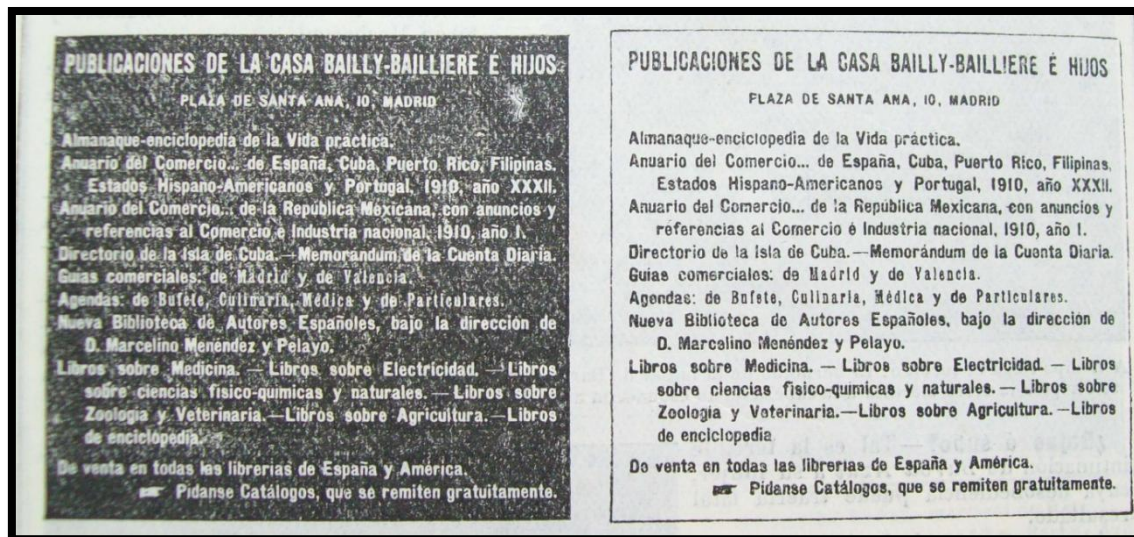 PUBLICACIONES DE LA CASA BAILLY-BAILLIERE É HIJOS
PLAZA DE SANTA ANA, 10, MADRID
Almanaque-enciclopedia de la Vida práctica.
Anuario del Comercio... de España, Cuba, Puerto Rico, Filipinas.
Estados Hispano-Americanos y Portugal, 1910, año XXXII.
Anuario del Comercio... de la República Mexicana, con anuncios y
referencias al Comercio é Industria nacional, 1910, año I.
Directorio de la Isla de Cuba.—Memorándum de la Cuenta Diaria.
Guías comerciales: de Madrid y de Valencia.
Agendas: de Bufete, Culinaria, Médica y de Particulares.
Nueva Biblioteca de Autores Españoles, bajo la dirección de
D. Marcelino Menéndez y Pelayo.
Libros sobre Medicina. — Libros sobre Electricidad. — Libros
sobre ciencias físico-químicas y naturales. — Libros sobre
Zoología y Veterinaria.—Libros sobre Agricultura. —Libros
de enciclopedia.
De venta en todas las librerías de España y América.
☛ Pídanse Catálogos, que se remiten gratuitamente.
PUBLICACIONES DE LA CASA BAILLY-BAILLIERE É HIJOS
PLAZA DE SANTA ANA, 10, MADRID
Almanaque-enciclopedia de la Vida práctica.
Anuario del Comercio... de España, Cuba, Puerto Rico, Filipinas,
Estados Hispano-Americanos y Portugal, 1910, año XXXII.
Anuario del Comercio... de la República Mexicana, con anuncios y
referencias al Comercio é Industria nacional, 1910, año I.
Directorio de la Isla de Cuba.—Memorándum de la Cuenta Diaria.
Guías comerciales: de Madrid y de Valencia.
Agendas: de Bufete, Culinaria, Médica y de Particulares.
Nueva Biblioteca de Autores Españoles, bajo la dirección de
D. Marcelino Menéndez y Pelayo.
Libros sobre Medicina. — Libros sobre Electricidad. — Libros
sobre ciencias físico-químicas y naturales. — Libros sobre
Zoología y Veterinaria.—Libros sobre Agricultura. —Libros
de enciclopedia
De venta en todas las librerías de España y América.
☛ Pídanse Catálogos, que se remiten gratuitamente.